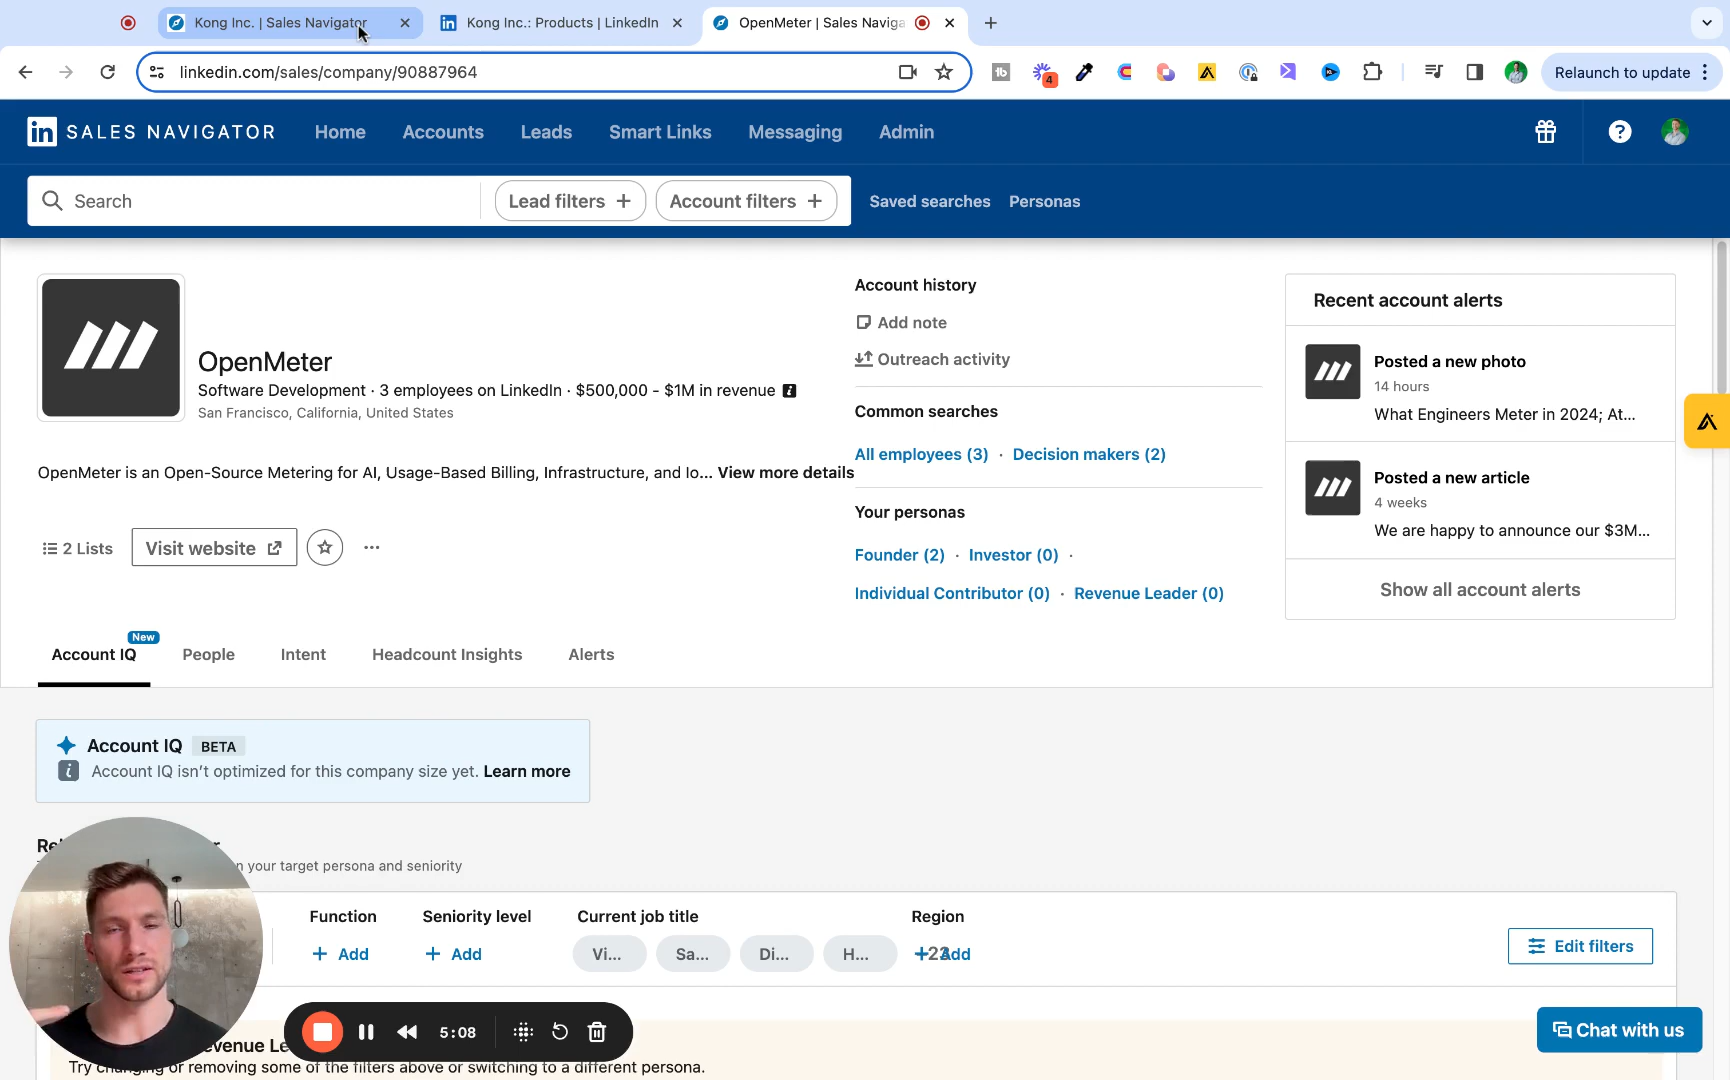 Kong Inc. | Sales Navigator
Kong Inc.: Products | LinkedIn
OpenMeter | Sales Naviga
linkedin.com/sales/company/90887964
4
Relaunch to update
in SALES NAVIGATOR
Home
Accounts
Leads
Smart Links
Messaging
Admin
Search
Lead filters +
Account filters +
Saved searches
Personas
OpenMeter
Software Development · 3 employees on LinkedIn · $500,000 - $1M in revenue
San Francisco, California, United States
OpenMeter is an Open-Source Metering for AI, Usage-Based Billing, Infrastructure, and Io... View more details
2 Lists
Visit website
Account history
Add note
Outreach activity
Common searches
All employees (3) · Decision makers (2)
Your personas
Founder (2) · Investor (0) ·
Individual Contributor (0) · Revenue Leader (0)
Recent account alerts
Posted a new photo
14 hours
What Engineers Meter in 2024; At...
Posted a new article
4 weeks
We are happy to announce our $3M...
Show all account alerts
New
Account IQ
People
Intent
Headcount Insights
Alerts
Account IQ BETA
Account IQ isn't optimized for this company size yet. Learn more
your target persona and seniority
Function
+ Add
Seniority level
+ Add
Current job title
Vi...
Sa...
Di...
H...
Region
+ Add
Edit filters
5:08
Chat with us
Try changing or removing some of the filters above or switching to a different persona.